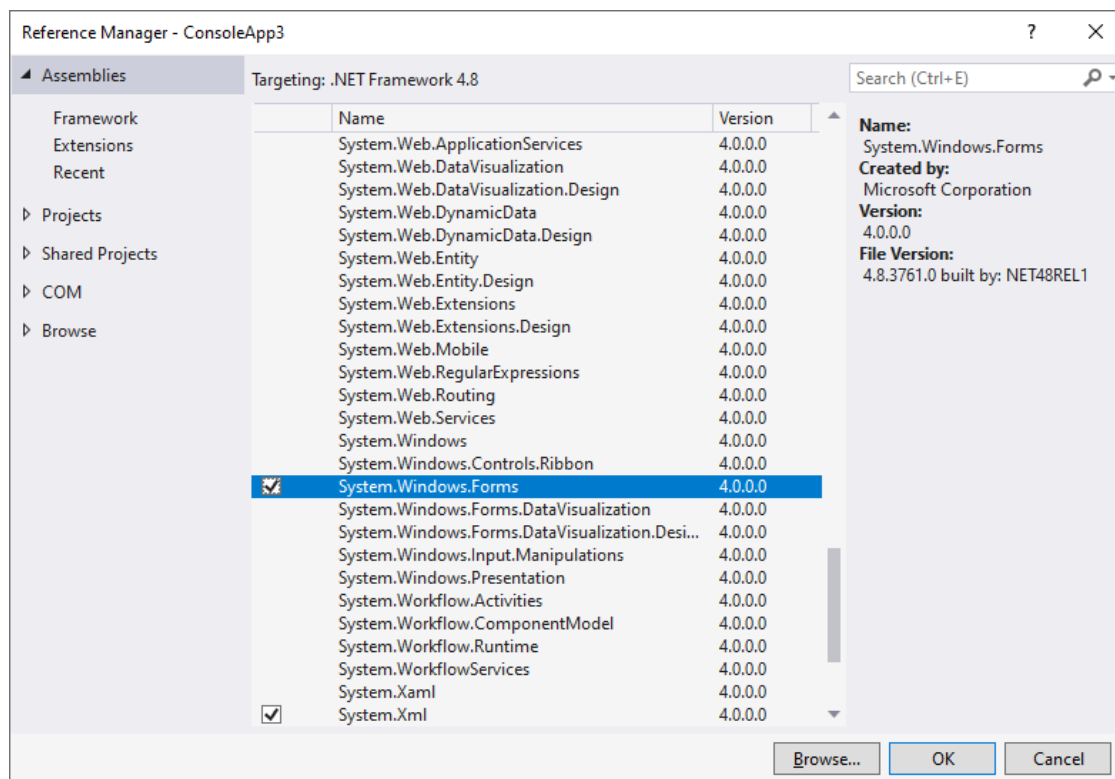 Reference Manager - ConsoleApp3
?
Assemblies
Framework
Extensions
Recent
Projects
Shared Projects
COM
Browse
Targeting: .NET Framework 4.8
Search (Ctrl+E)
Name Version
System.Web.ApplicationServices 4.0.0.0
System.Web.DataVisualization 4.0.0.0
System.Web.DataVisualization.Design 4.0.0.0
System.Web.DynamicData 4.0.0.0
System.Web.DynamicData.Design 4.0.0.0
System.Web.Entity 4.0.0.0
System.Web.Entity.Design 4.0.0.0
System.Web.Extensions 4.0.0.0
System.Web.Extensions.Design 4.0.0.0
System.Web.Mobile 4.0.0.0
System.Web.RegularExpressions 4.0.0.0
System.Web.Routing 4.0.0.0
System.Web.Services 4.0.0.0
System.Windows 4.0.0.0
System.Windows.Controls.Ribbon 4.0.0.0
System.Windows.Forms 4.0.0.0
System.Windows.Forms.DataVisualization 4.0.0.0
System.Windows.Forms.DataVisualization.Desi... 4.0.0.0
System.Windows.Input.Manipulations 4.0.0.0
System.Windows.Presentation 4.0.0.0
System.Workflow.Activities 4.0.0.0
System.Workflow.ComponentModel 4.0.0.0
System.Workflow.Runtime 4.0.0.0
System.WorkflowServices 4.0.0.0
System.Xaml 4.0.0.0
System.Xml 4.0.0.0
Name:
System.Windows.Forms
Created by:
Microsoft Corporation
Version:
4.0.0.0
File Version:
4.8.3761.0 built by: NET48REL1
Browse... OK Cancel